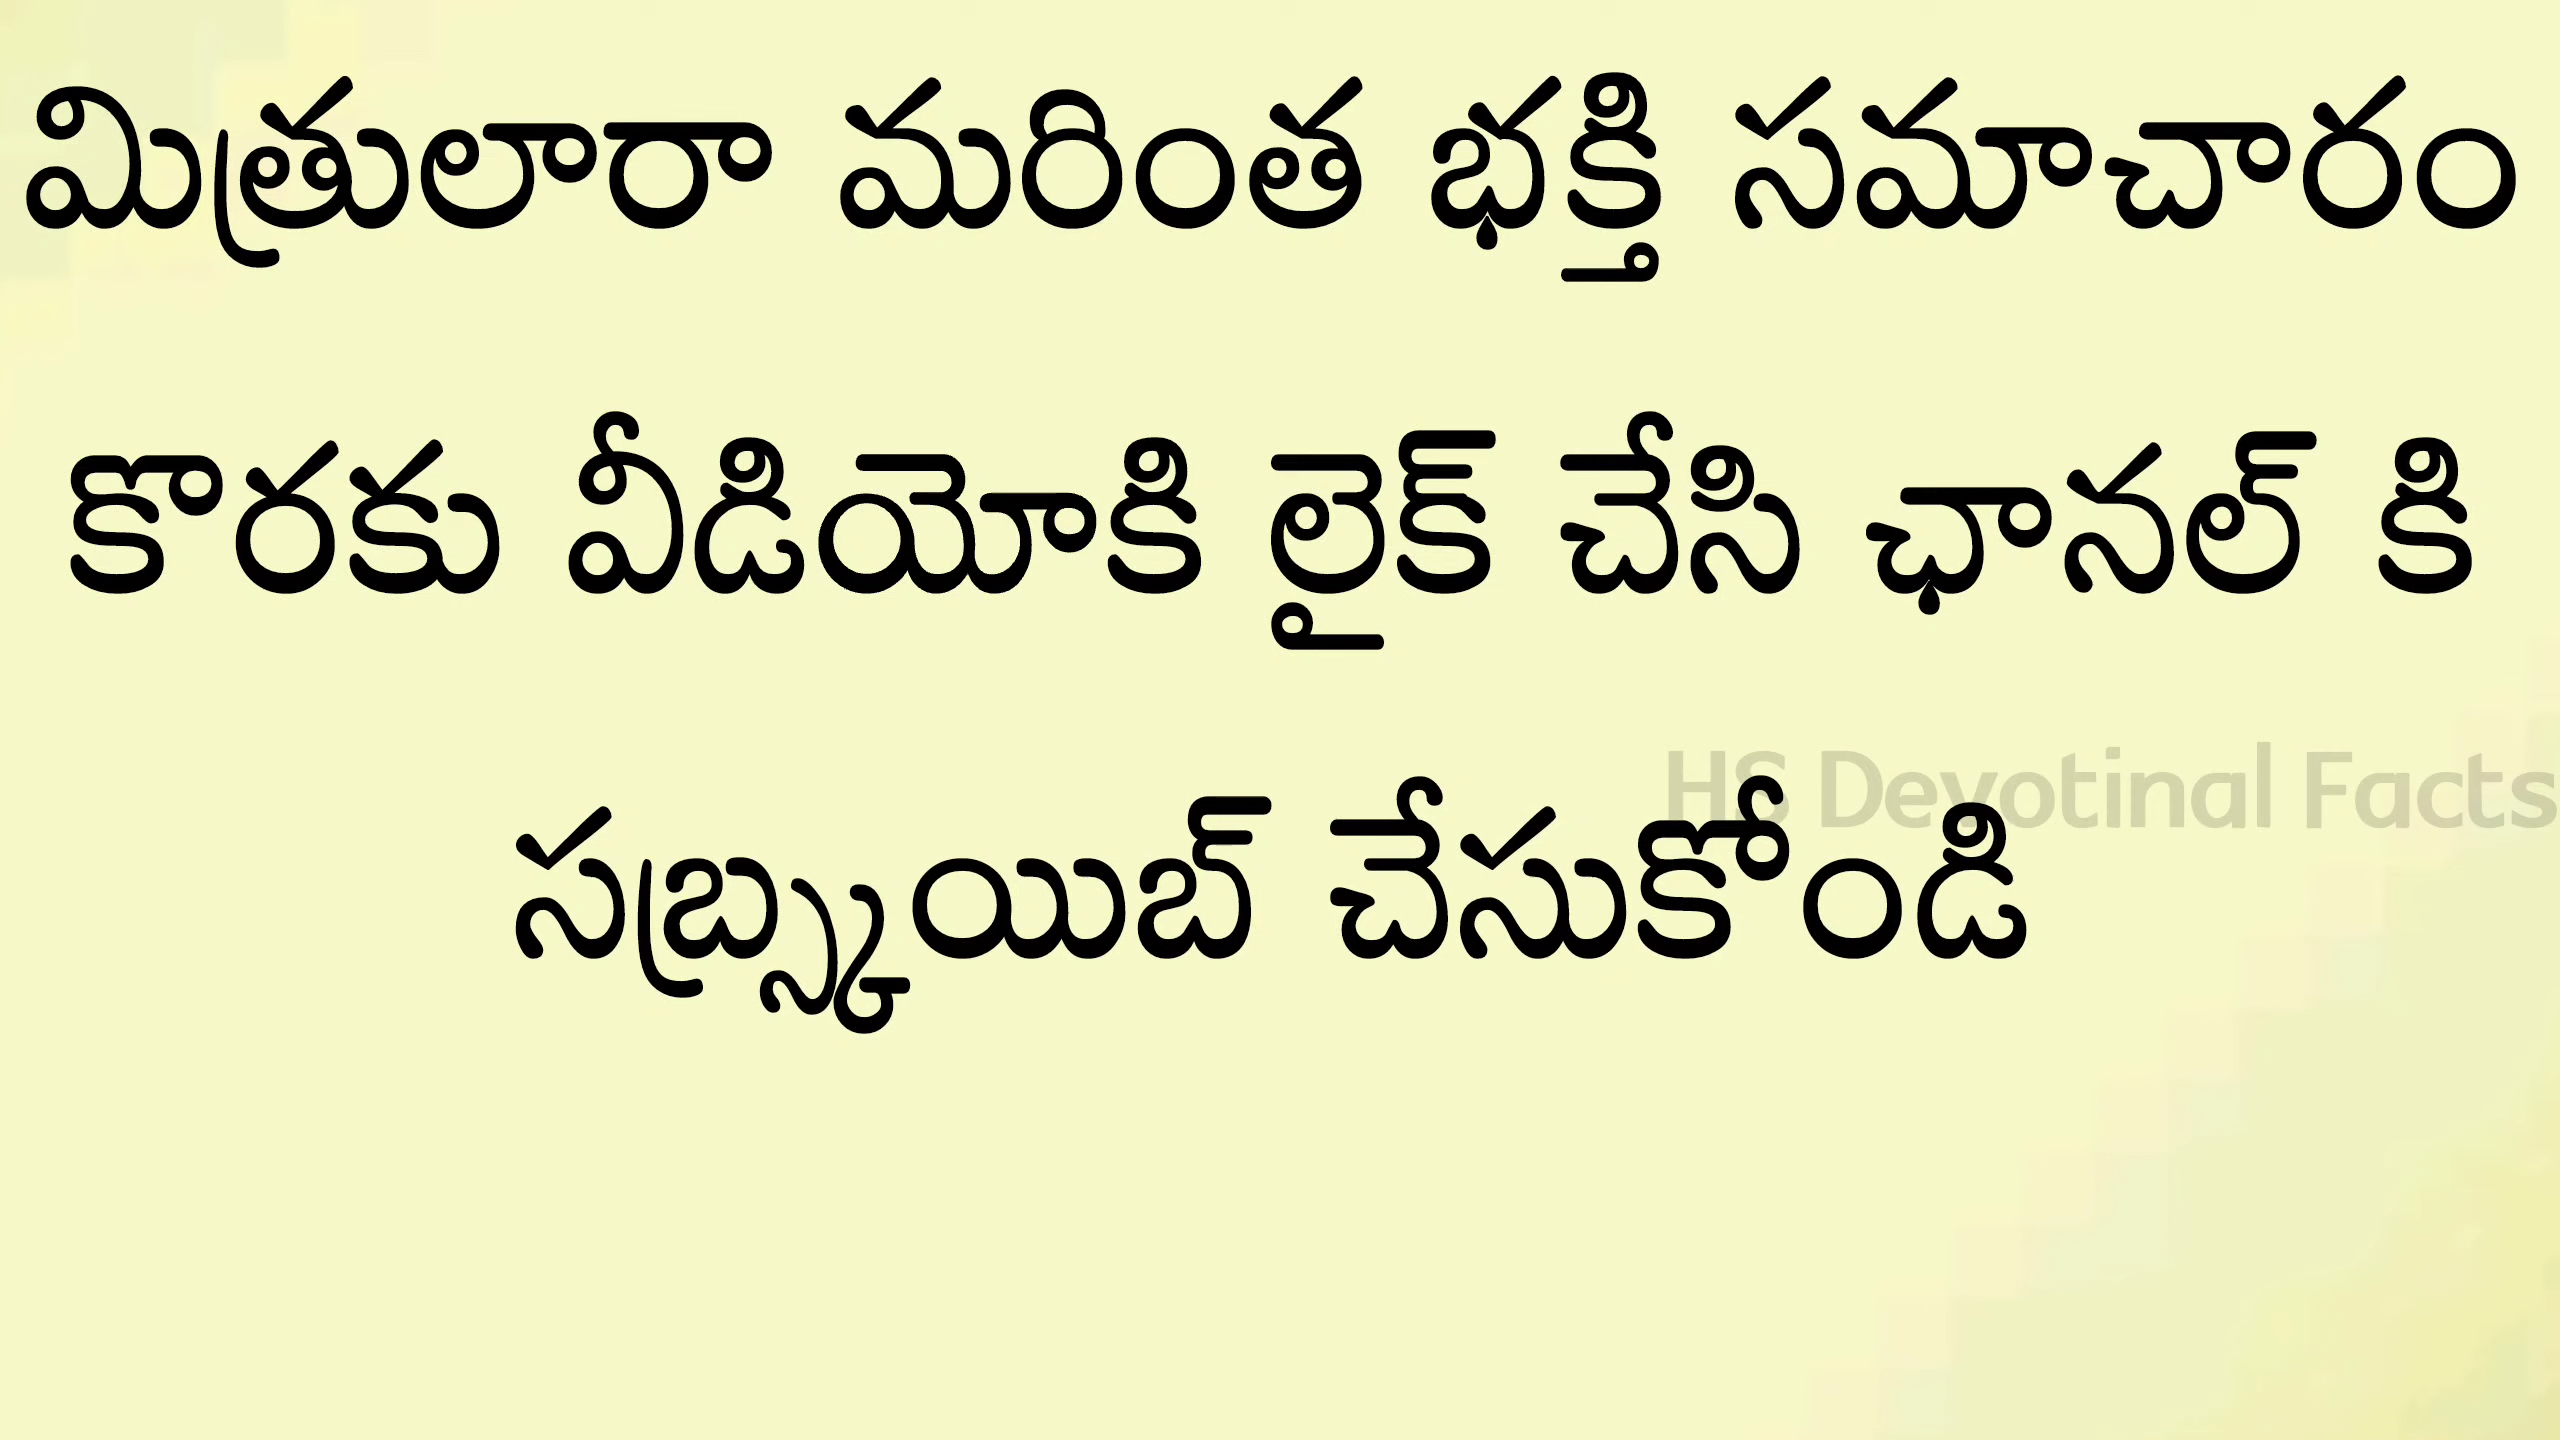 మిత్రులారా మరింత భక్తి సమాచారం
కొరకు వీడియోకి లైక్ చేసి ఛానల్ కి
HS Devotinal Facts
సబ్స్క్రయిబ్ చేసుకోండి